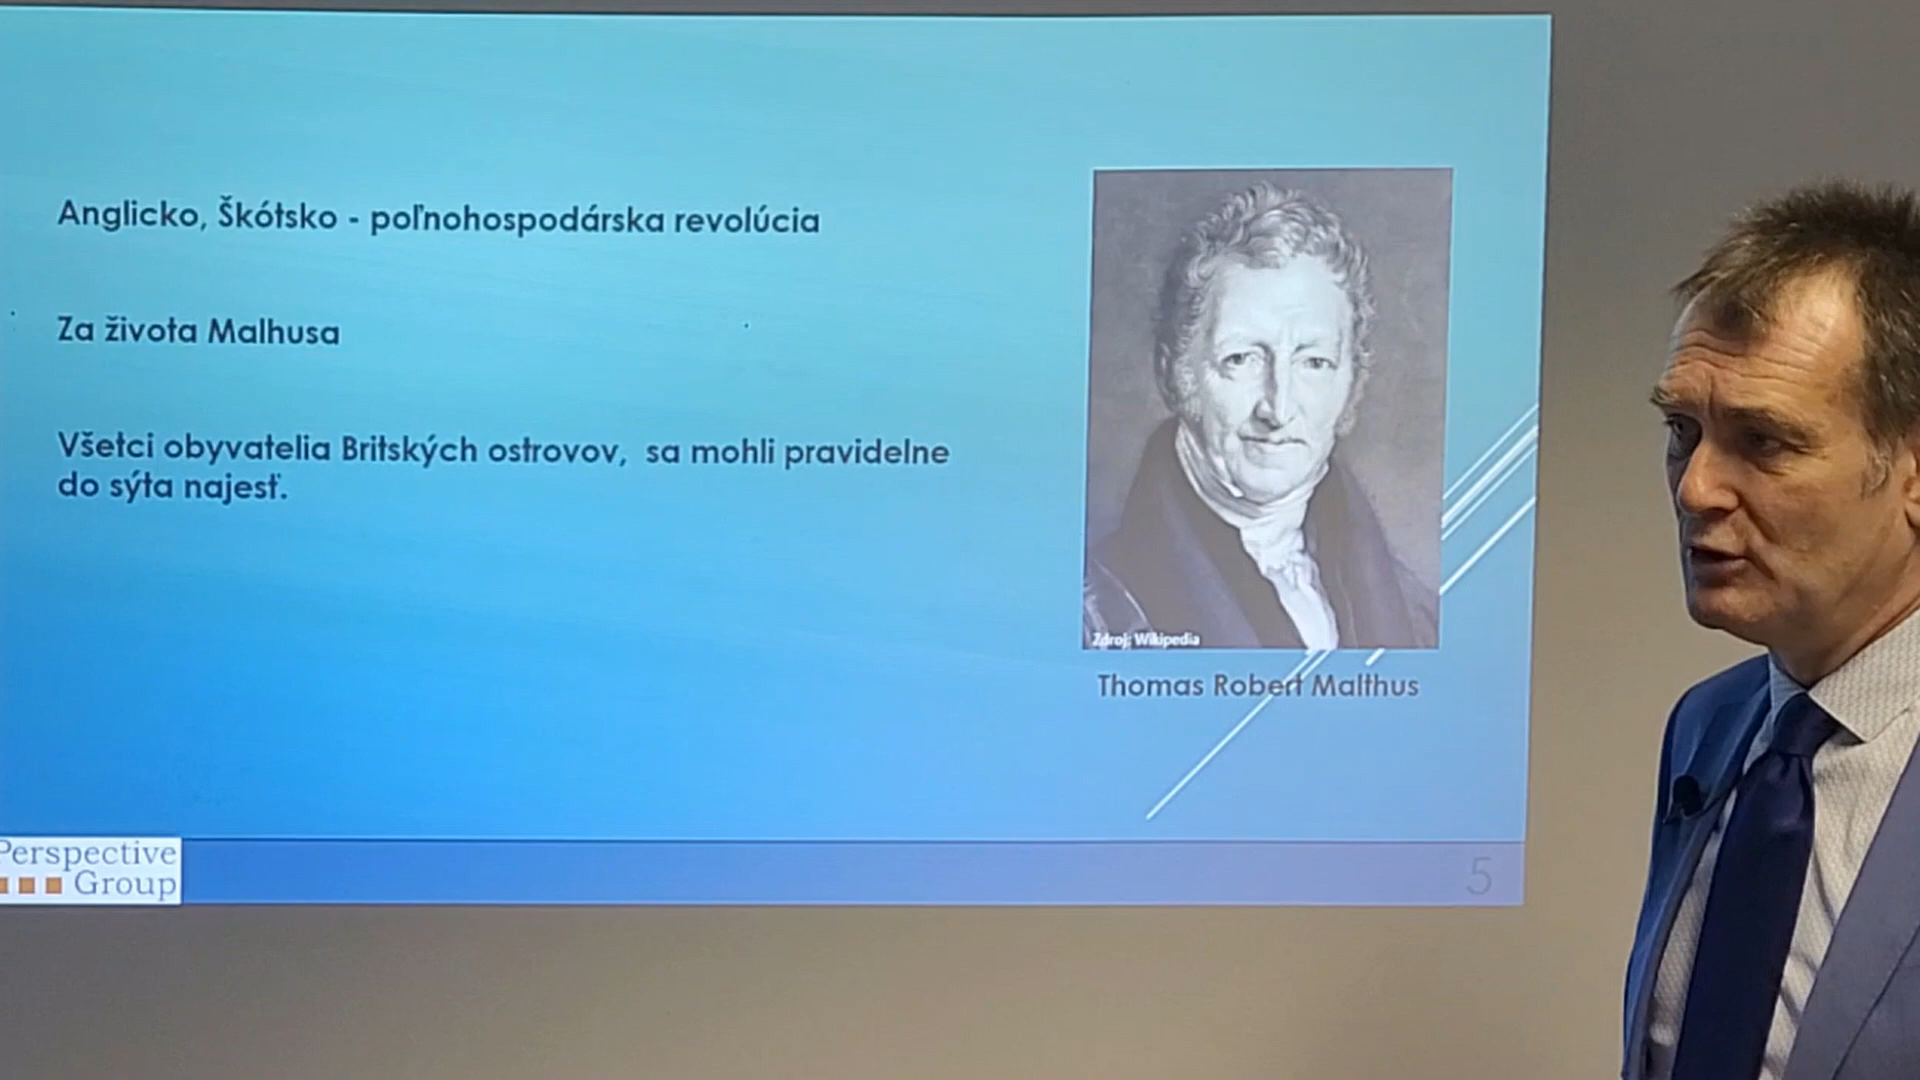 Anglicko, Škótsko - poľnohospodárska revolúcia
Za života Malhusa
Všetci obyvatelia Britských ostrovov, sa mohli pravidelne
do sýta najesť.
Zdroj: Wikipedia
Thomas Robert Malthus
Perspective
Group
5